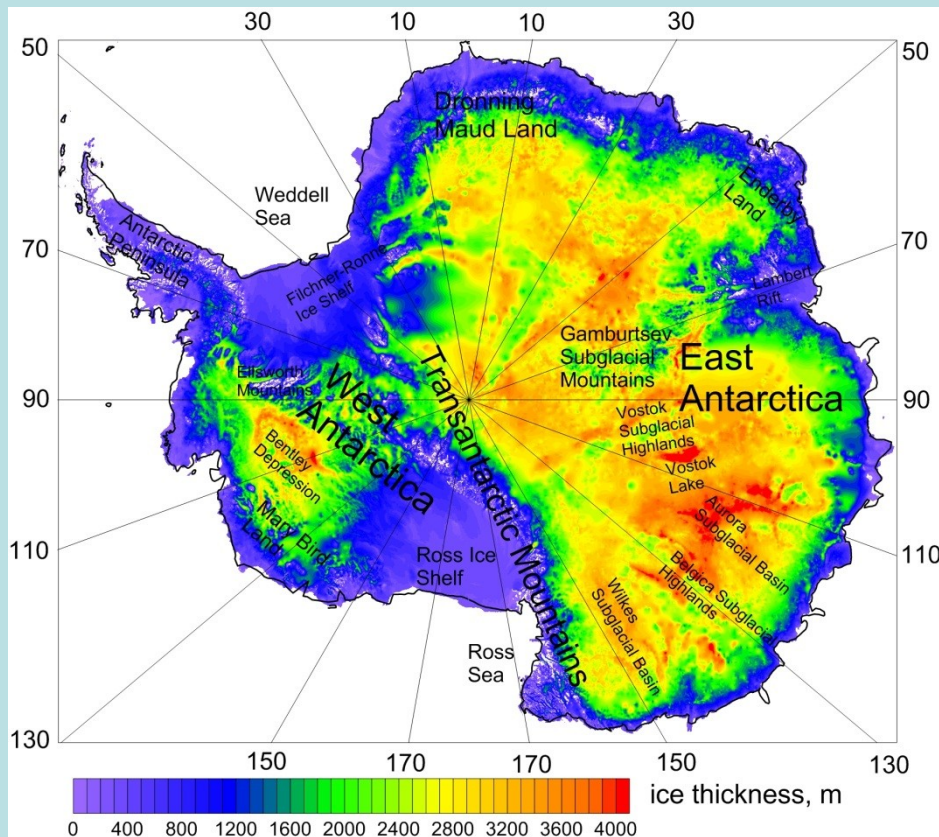 30
10
10
30
50
50
Dronning
Maud Land
Enderby
Land
Weddell
Sea
Antarctic
Peninsula
70
70
Filchner-Ronne
Ice Shelf
Lambert
Rift
Gamburtsev
Subglacial
Mountains
East
Antarctica
Transantarctic Mountains
West
Antarctica
Ellsworth
Mountains
90
90
Vostok
Subglacial
Highlands
Vostok
Lake
Bentley
Depression
Aurora
Subglacial Basin
Mary Bird
Land
110
110
Ross Ice
Shelf
Belgica Subglacial
Highlands
Wilkes
Subglacial Basin
Ross
Sea
130
150
170
170
150
130
ice thickness, m
0 400 800 1200 1600 2000 2400 2800 3200 3600 4000